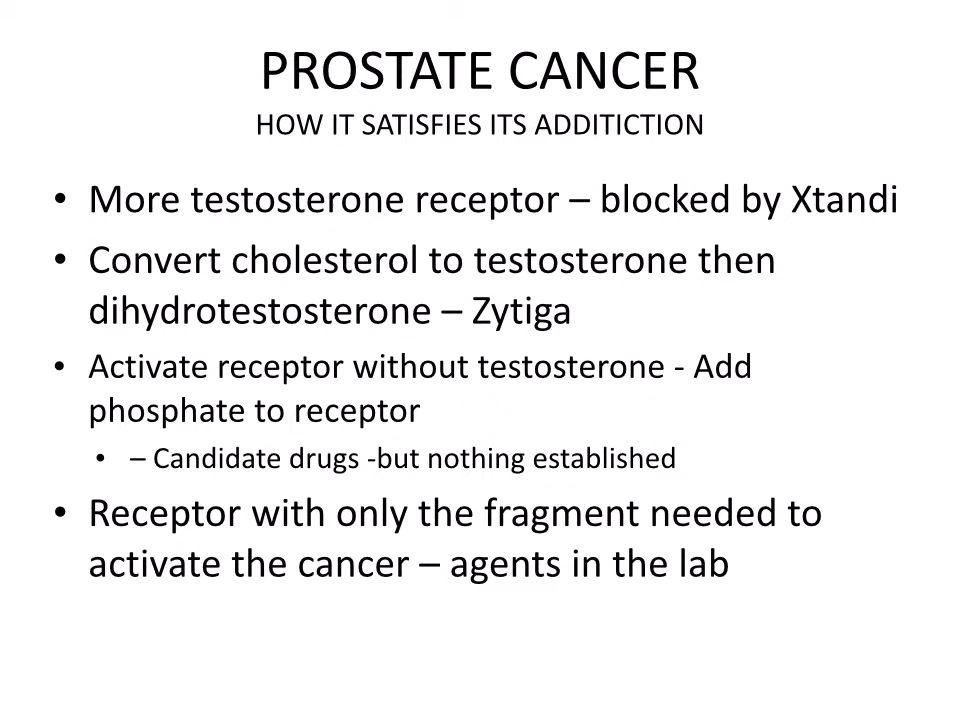 PROSTATE CANCER
HOW IT SATISFIES ITS ADDITICTION
• More testosterone receptor – blocked by Xtandi
• Convert cholesterol to testosterone then
dihydrotestosterone – Zytiga
• Activate receptor without testosterone - Add
phosphate to receptor
• – Candidate drugs -but nothing established
• Receptor with only the fragment needed to
activate the cancer – agents in the lab